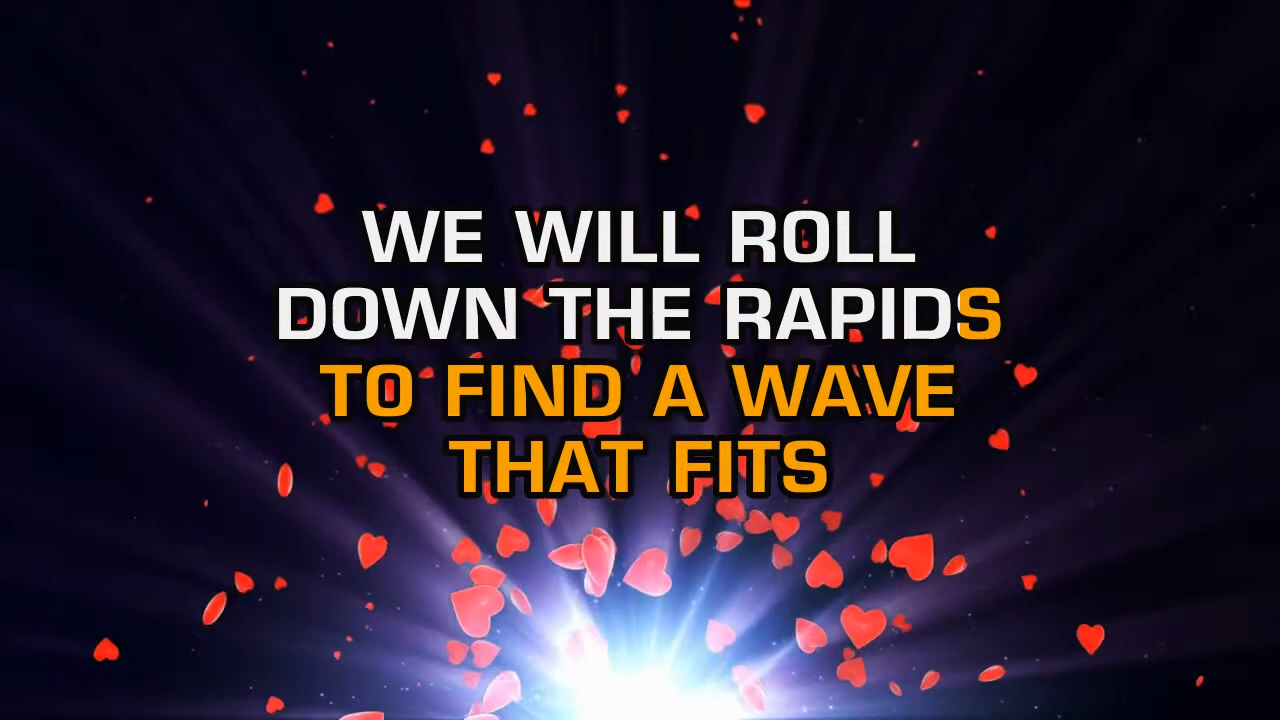 WE WILL ROLL
DOWN THE RAPIDS
TO FIND A WAVE
THAT FITS